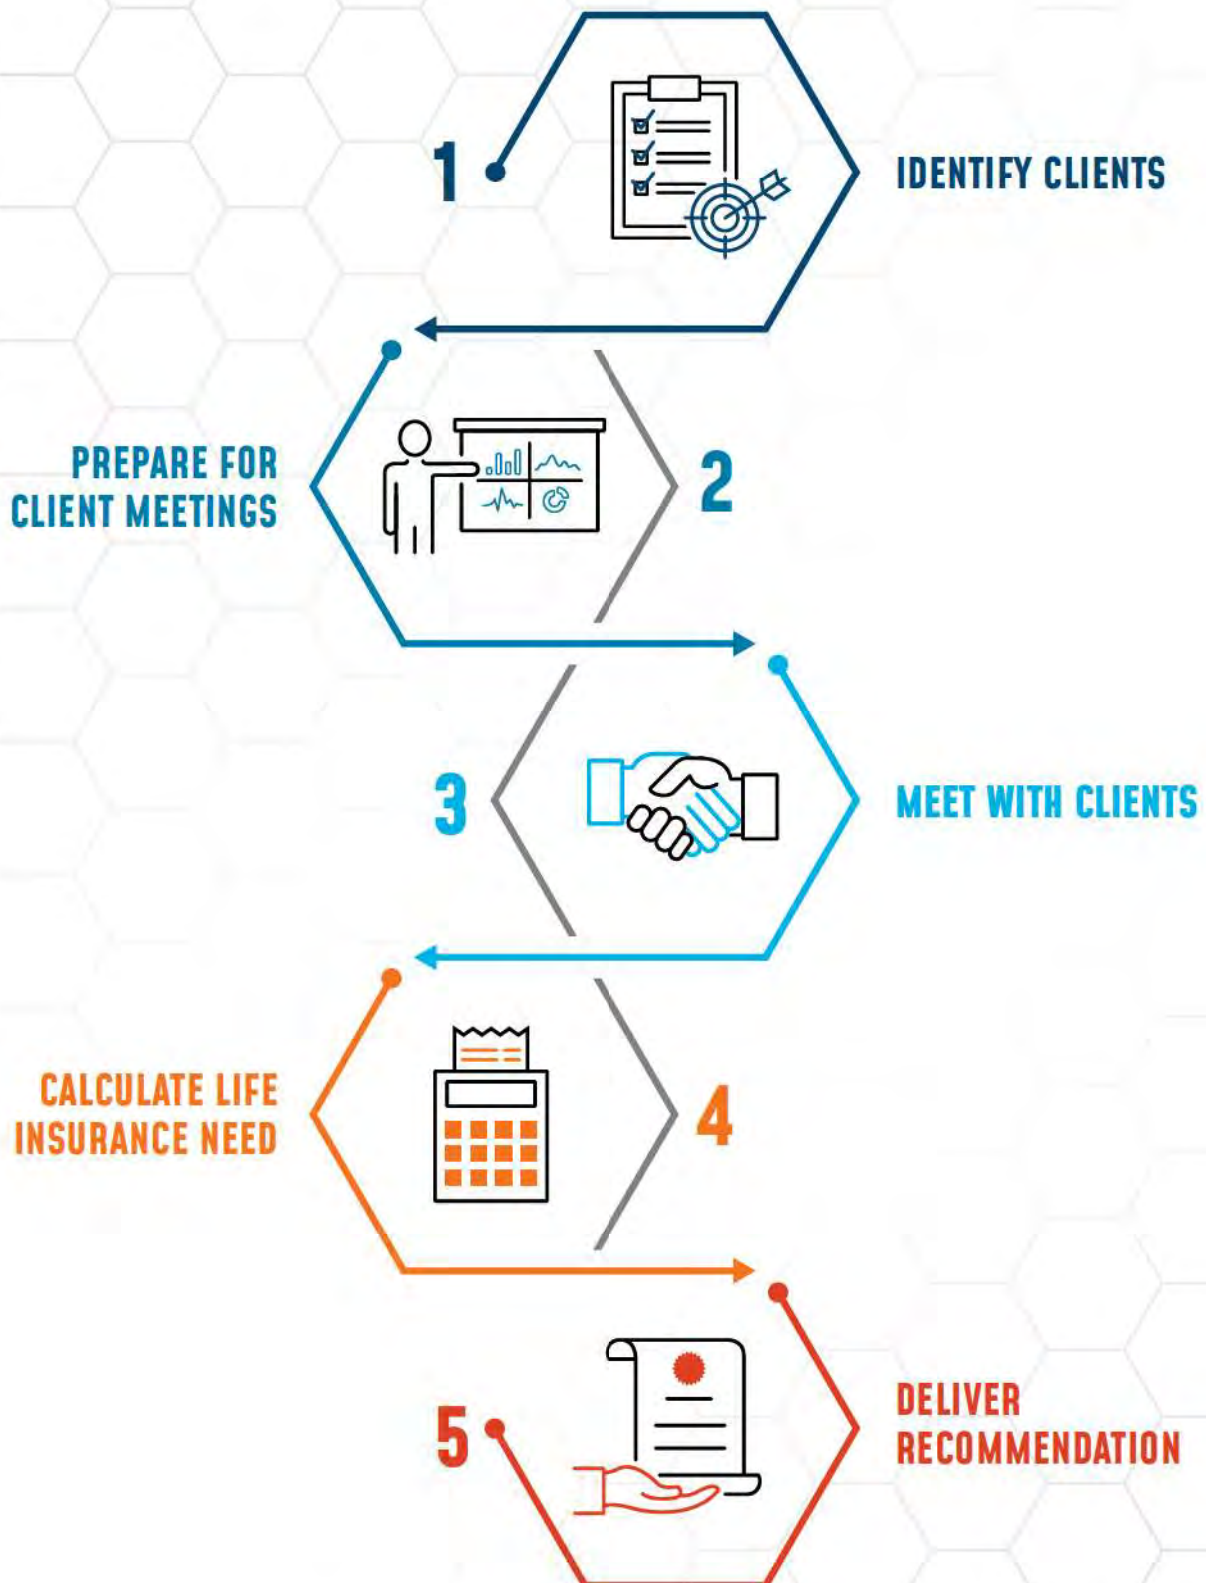 1
IDENTIFY CLIENTS
PREPARE FOR
CLIENT MEETINGS
2
3
MEET WITH CLIENTS
CALCULATE LIFE
INSURANCE NEED
4
5
DELIVER
RECOMMENDATION